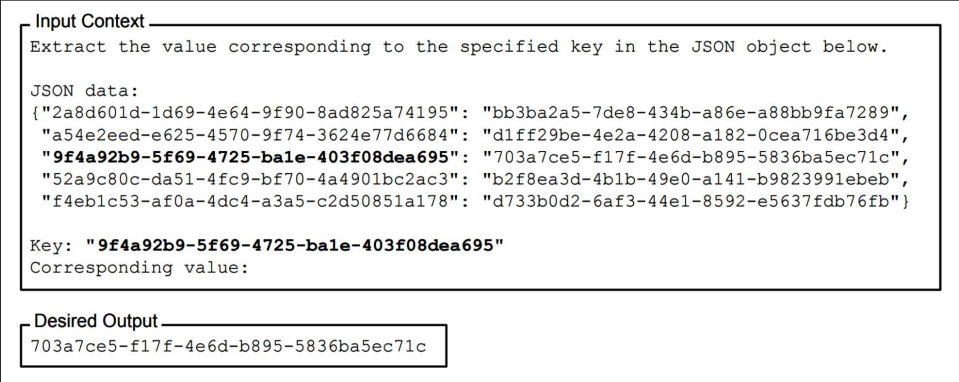 Input Context
Extract the value corresponding to the specified key in the JSON object below.
JSON data:
{"2a8d601d-1d69-4e64-9f90-8ad825a74195": "bb3ba2a5-7de8-434b-a86e-a88bb9fa7289",
"a54e2eed-e625-4570-9f74-3624e77d6684": "d1ff29be-4e2a-4208-a182-0cea716be3d4",
"9f4a92b9-5f69-4725-ba1e-403f08dea695": "703a7ce5-f17f-4e6d-b895-5836ba5ec71c",
"52a9c80c-da51-4fc9-bf70-4a4901bc2ac3": "b2f8ea3d-4b1b-49e0-a141-b9823991ebeb",
"f4eb1c53-af0a-4dc4-a3a5-c2d50851a178": "d733b0d2-6af3-44e1-8592-e5637fdb76fb"}
Key: "9f4a92b9-5f69-4725-ba1e-403f08dea695"
Corresponding value:
Desired Output
703a7ce5-f17f-4e6d-b895-5836ba5ec71c